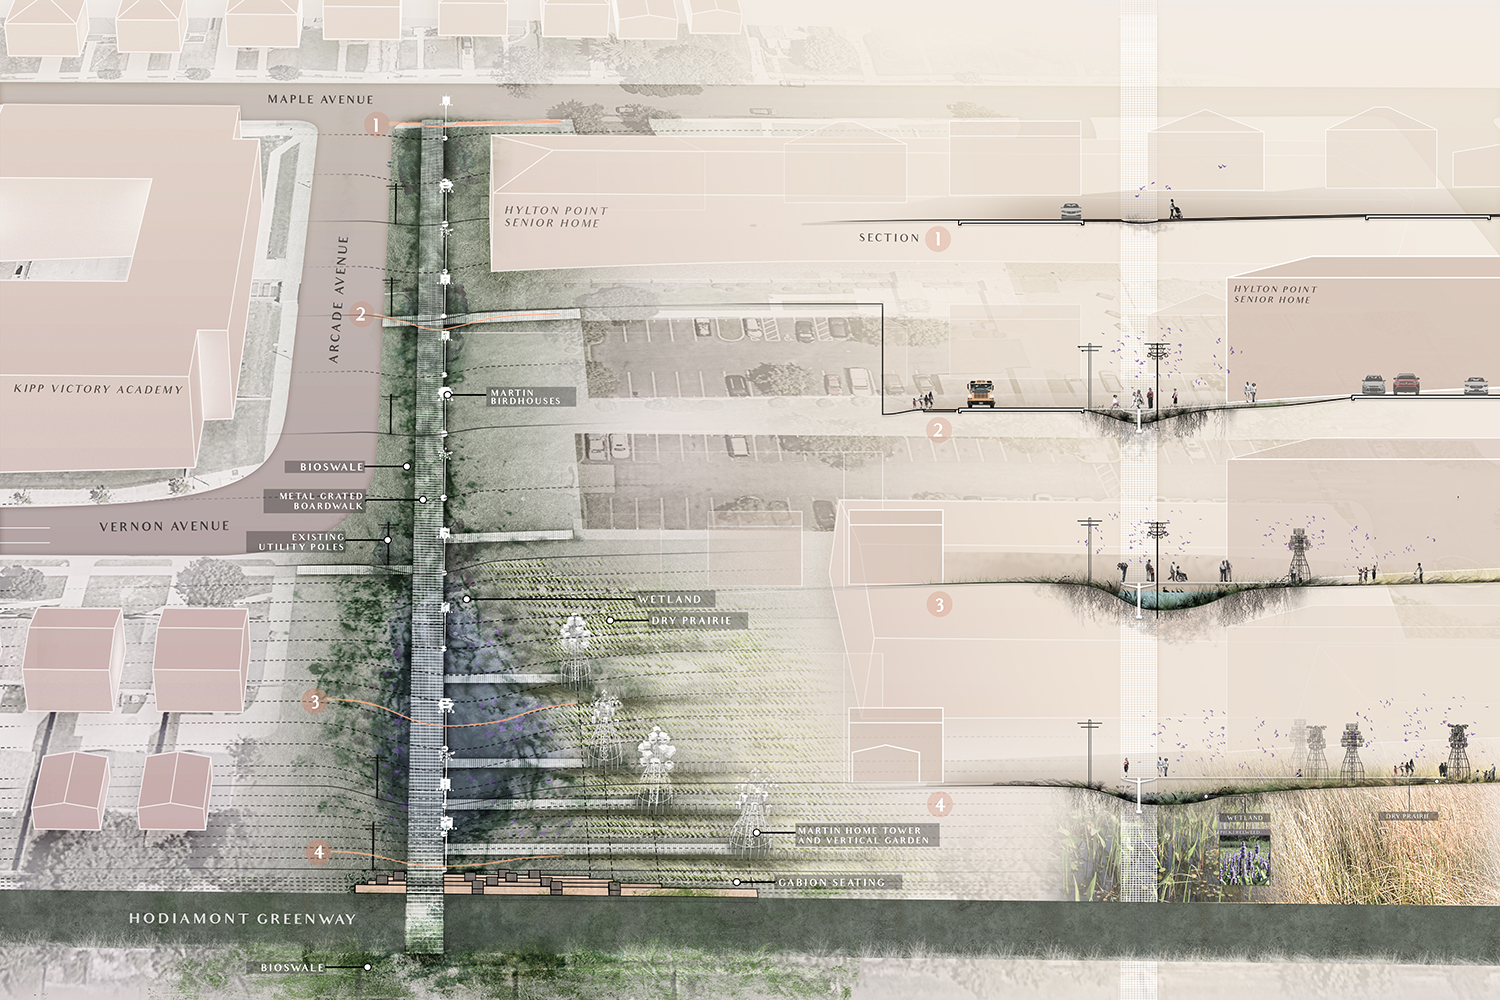 MAPLE AVENUE
1
ARCADE AVENUE
HYLTON POINT
SENIOR HOME
SECTION 1
HYLTON POINT
SENIOR HOME
2
KIPP VICTORY ACADEMY
MARTIN
BIRDHOUSES
2
BIOSWALE
METAL GRATED
BOARDWALK
VERNON AVENUE
EXISTING
UTILITY POLES
WETLAND
DRY PRAIRIE
3
3
4
MARTIN HOME TOWER
AND VERTICAL GARDEN
WETLAND
DRY PRAIRIE
4
GABION SEATING
HODIAMONT GREENWAY
BIOSWALE